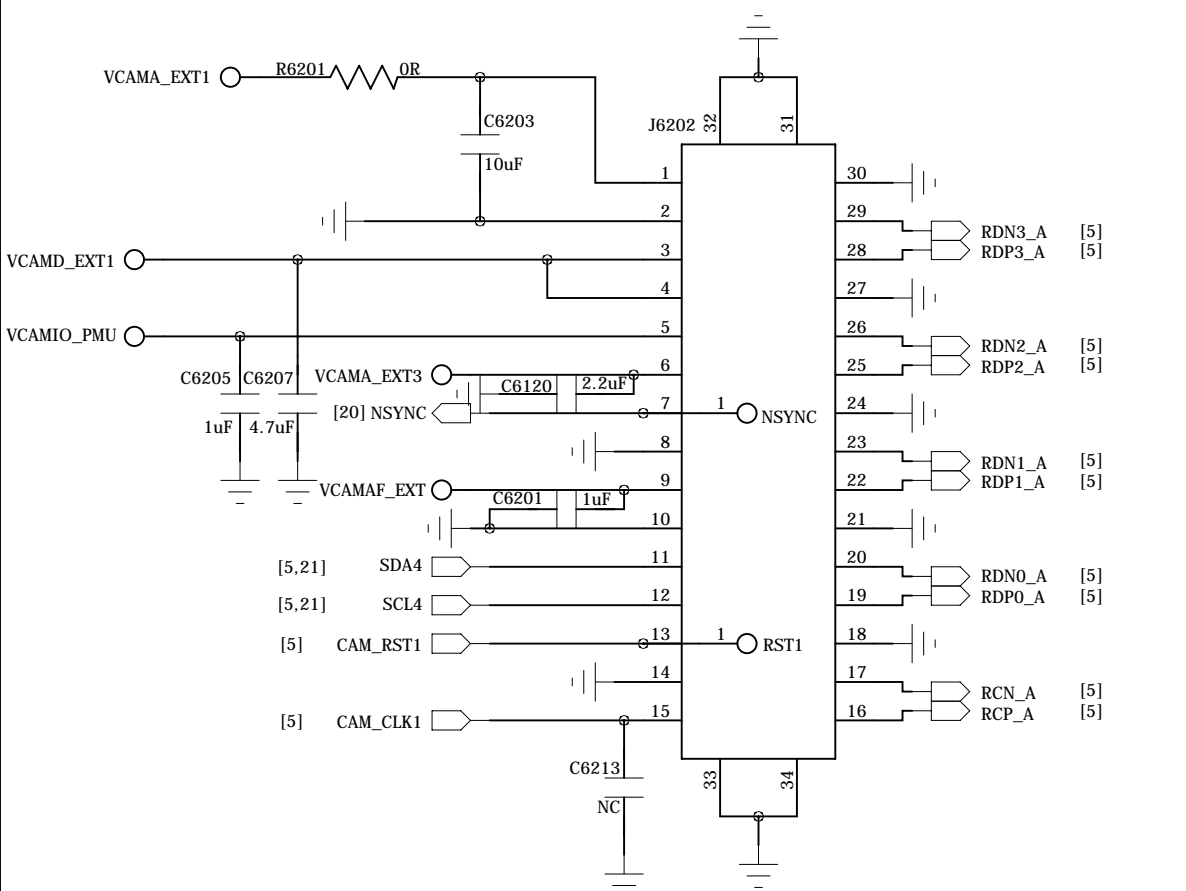 VCAMA_EXT1
R6201
0R
C6203
10uF
J6202
32
31
1
30
2
29
RDN3_A
[5]
VCAMD_EXT1
3
28
RDP3_A
[5]
4
27
VCAMIO_PMU
5
26
RDN2_A
[5]
C6205
C6207
VCAMA_EXT3
6
25
RDP2_A
[5]
C6120
2.2uF
1uF
4.7uF
[20] NSYNC
7
1
NSYNC
24
8
23
RDN1_A
[5]
VCAMAF_EXT
9
22
RDP1_A
[5]
C6201
1uF
10
21
[5,21]
SDA4
11
20
RDN0_A
[5]
[5,21]
SCL4
12
19
RDP0_A
[5]
[5]
CAM_RST1
13
1
RST1
18
14
17
RCN_A
[5]
[5]
CAM_CLK1
15
16
RCP_A
[5]
C6213
NC
33
34